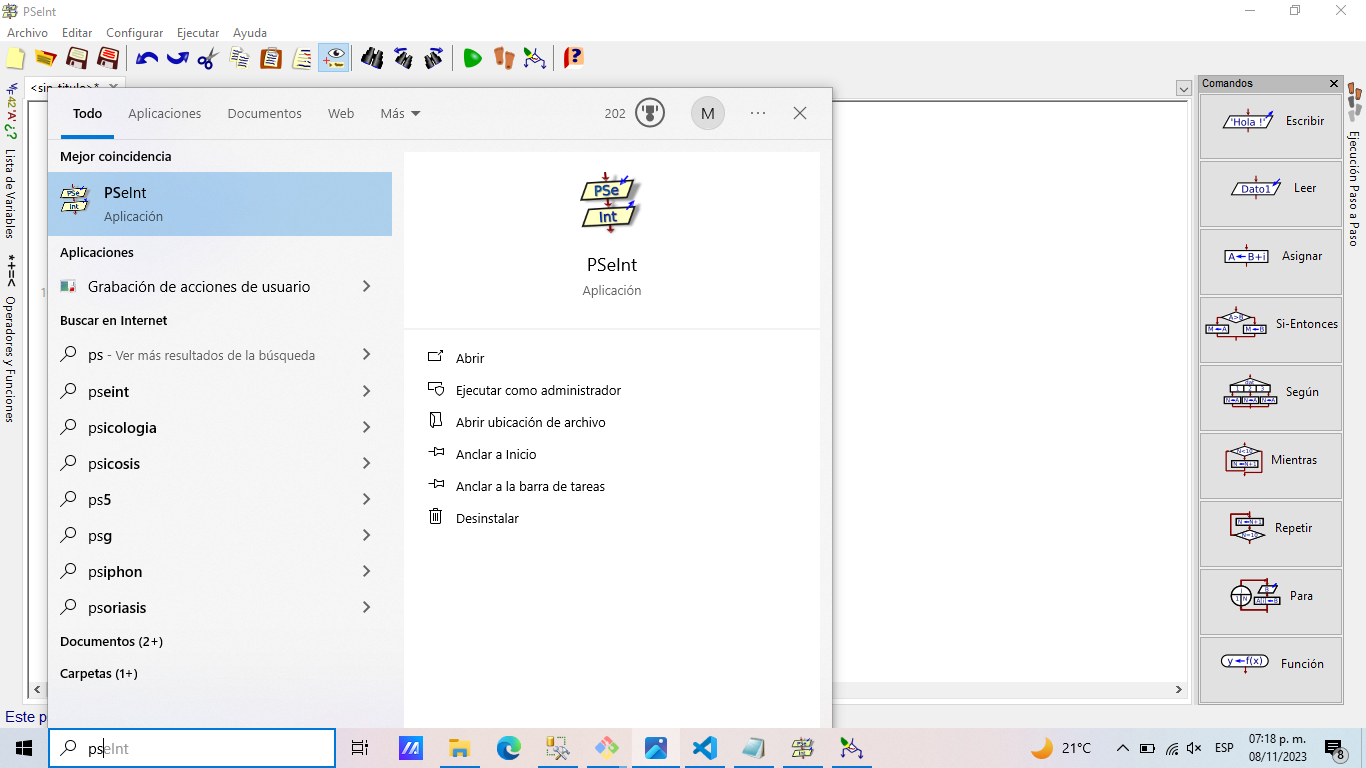 PSeInt
Archivo Editar Configurar Ejecutar Ayuda
<sin_titulo>*
Todo Aplicaciones Documentos Web Más 202 M
Mejor coincidencia
PSeInt
Aplicación
Aplicaciones
Grabación de acciones de usuario
Buscar en Internet
ps - Ver más resultados de la búsqueda
pseint
psicologia
psicosis
ps5
psg
psiphon
psoriasis
Documentos (2+)
Carpetas (1+)
PSe
Int
PSeInt
Aplicación
Abrir
Ejecutar como administrador
Abrir ubicación de archivo
Anclar a Inicio
Anclar a la barra de tareas
Desinstalar
Lista de Variables
*+=<
Operadores y Funciones
1
Este p
Comandos
'Hola !' Escribir
Dato1 Leer
A←B+i Asignar
A>B M←A M←B Si-Entonces
Según
Mientras
Repetir
Para
y←f(x) Función
Ejecución Paso a Paso
pseInt
21°C
ESP
07:18 p. m.
08/11/2023
8